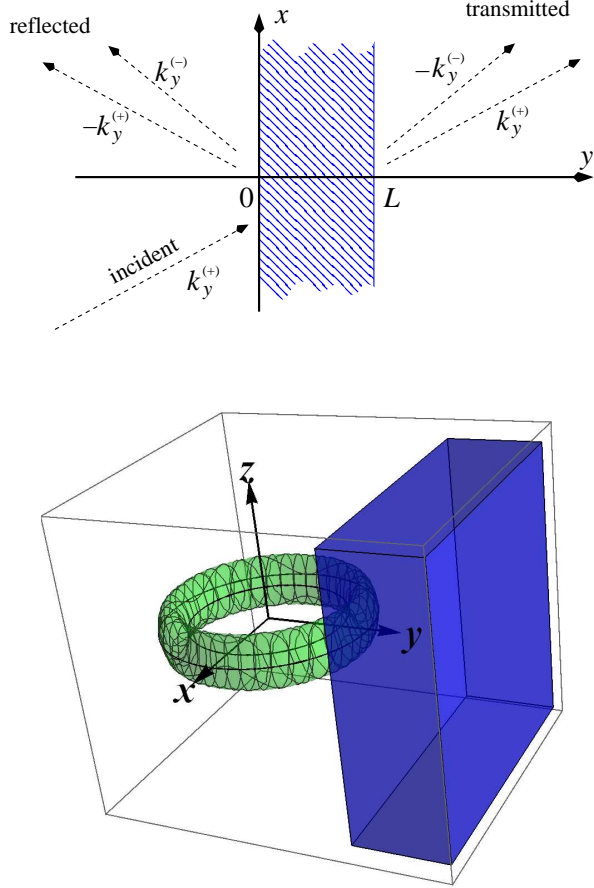 reflected
x
transmitted
k_y^{(-)}
-k_y^{(-)}
-k_y^{(+)}
k_y^{(+)}
y
0
L
incident
k_y^{(+)}
z
y
x